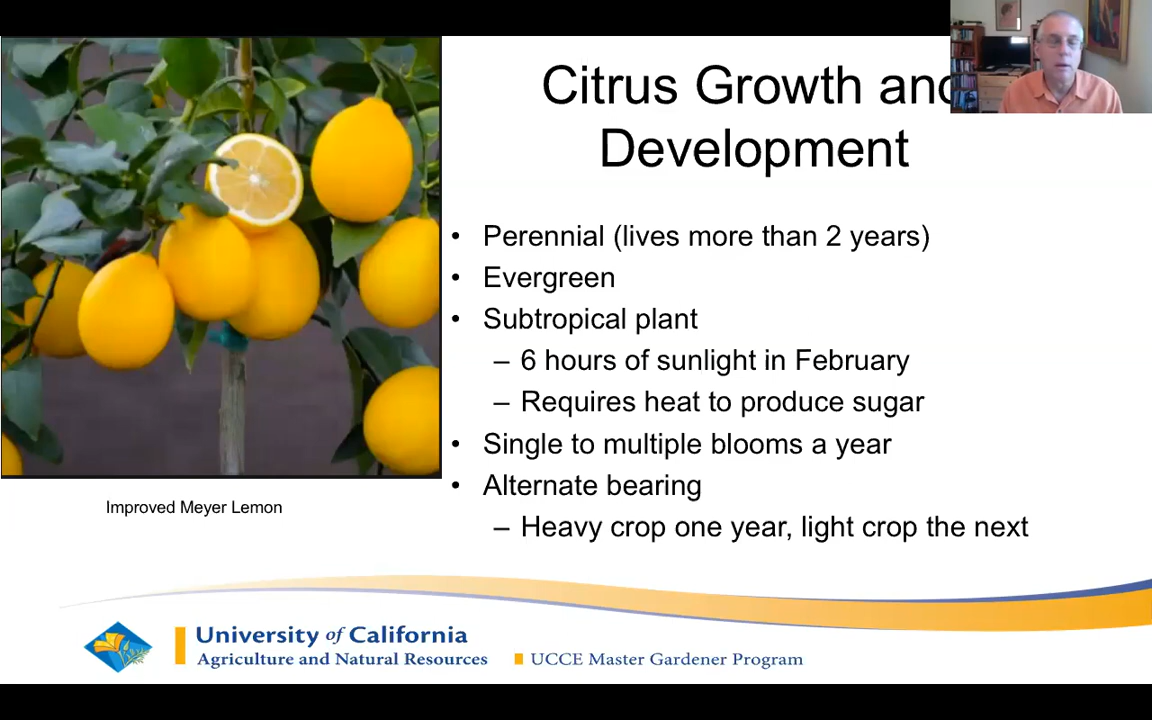 Citrus Growth and
Development
• Perennial (lives more than 2 years)
• Evergreen
• Subtropical plant
– 6 hours of sunlight in February
– Requires heat to produce sugar
• Single to multiple blooms a year
• Alternate bearing
– Heavy crop one year, light crop the next
Improved Meyer Lemon
University of California
Agriculture and Natural Resources
UCCE Master Gardener Program